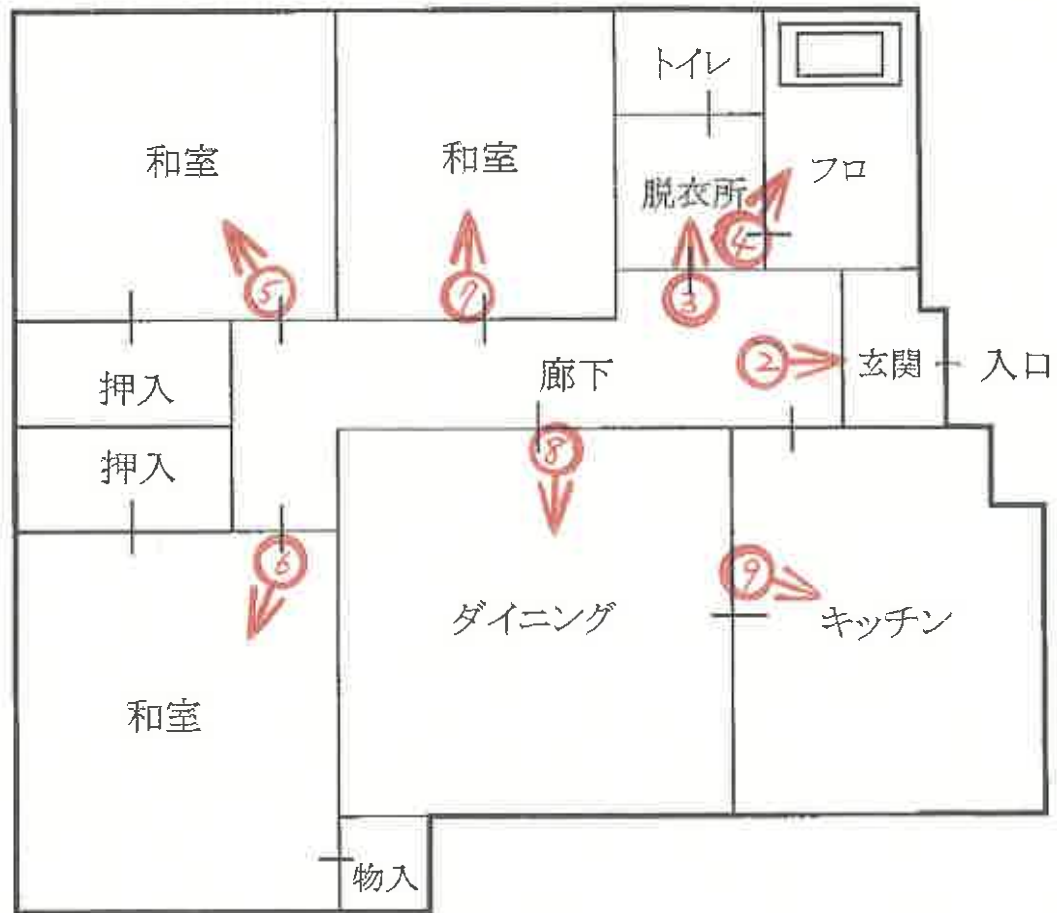 トイレ
和室
和室
フロ
脱衣所
④
⑤
⑦
③
廊下
②
玄関
入口
押入
押入
⑧
⑥
⑨
ダイニング
キッチン
和室
物入